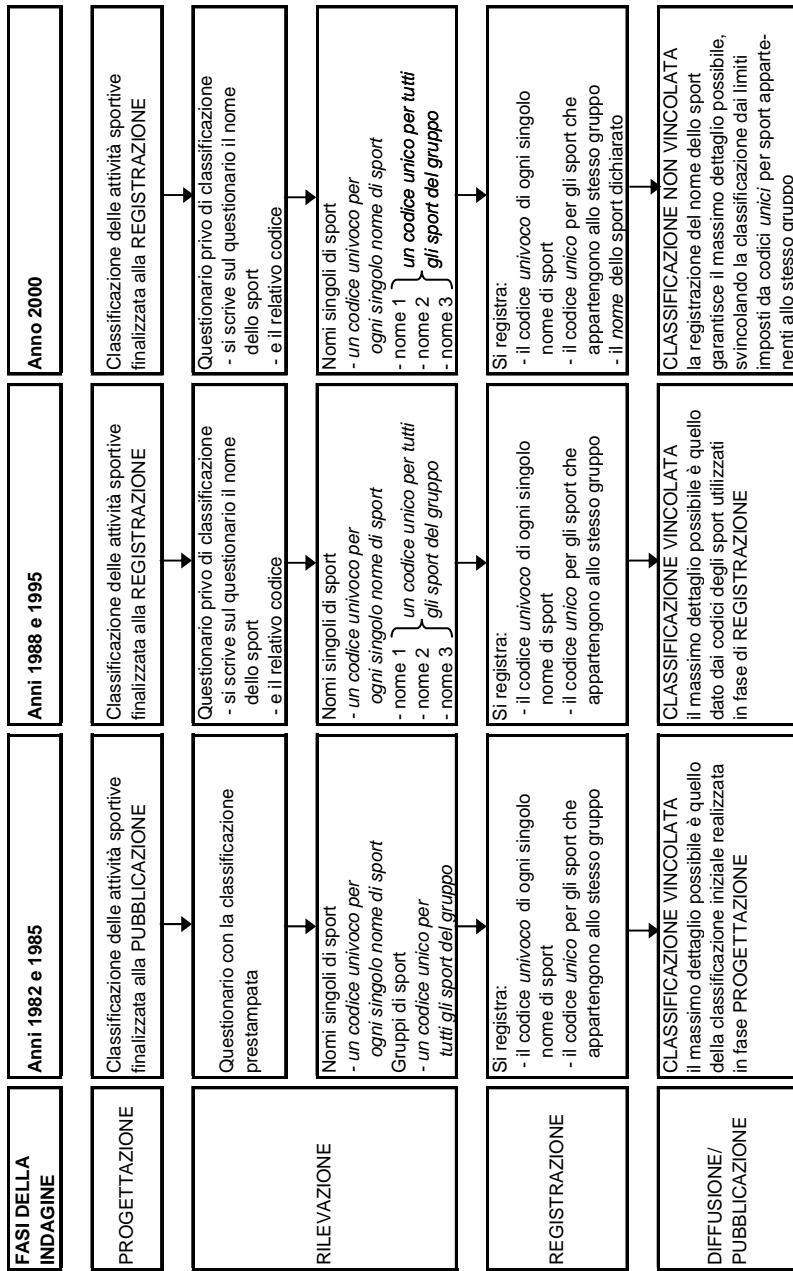 FASI DELLA
INDAGINE
Anni 1982 e 1985
Anni 1988 e 1995
Anno 2000
PROGETTAZIONE
Classificazione delle attività sportive
finalizzata alla PUBBLICAZIONE
Classificazione delle attività sportive
finalizzata alla REGISTRAZIONE
Classificazione delle attività sportive
finalizzata alla REGISTRAZIONE
RILEVAZIONE
Questionario con la classificazione
prestampata
Questionario privo di classificazione
- si scrive sul questionario il nome
dello sport
- e il relativo codice
Questionario privo di classificazione
- si scrive sul questionario il nome
dello sport
- e il relativo codice
Nomi singoli di sport
- un codice univoco per
ogni singolo nome di sport
Gruppi di sport
- un codice unico per
tutti gli sport del gruppo
Nomi singoli di sport
- un codice univoco per
ogni singolo nome di sport
- nome 1
- nome 2
- nome 3
un codice unico per tutti
gli sport del gruppo
Nomi singoli di sport
- un codice univoco per
ogni singolo nome di sport
- nome 1
- nome 2
- nome 3
un codice unico per tutti
gli sport del gruppo
REGISTRAZIONE
Si registra:
- il codice univoco di ogni singolo
nome di sport
- il codice unico per gli sport che
appartengono allo stesso gruppo
Si registra:
- il codice univoco di ogni singolo
nome di sport
- il codice unico per gli sport che
appartengono allo stesso gruppo
Si registra:
- il codice univoco di ogni singolo
nome di sport
- il codice unico per gli sport che
appartengono allo stesso gruppo
- il nome dello sport dichiarato
DIFFUSIONE/
PUBBLICAZIONE
CLASSIFICAZIONE VINCOLATA
il massimo dettaglio possibile è quello
della classificazione iniziale realizzata
in fase PROGETTAZIONE
CLASSIFICAZIONE VINCOLATA
il massimo dettaglio possibile è quello
dato dai codici degli sport utilizzati
in fase di REGISTRAZIONE
CLASSIFICAZIONE NON VINCOLATA
la registrazione del nome dello sport
garantisce il massimo dettaglio possibile,
svincolando la classificazione dai limiti
imposti da codici unici per sport apparte-
nenti allo stesso gruppo